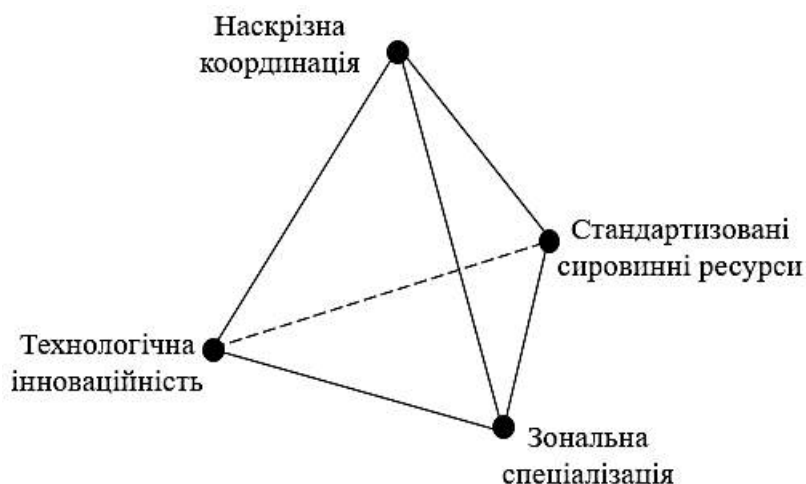 Наскрізна
координація
Стандартизовані
сировинні ресурси
Технологічна
інноваційність
Зональна
спеціалізація